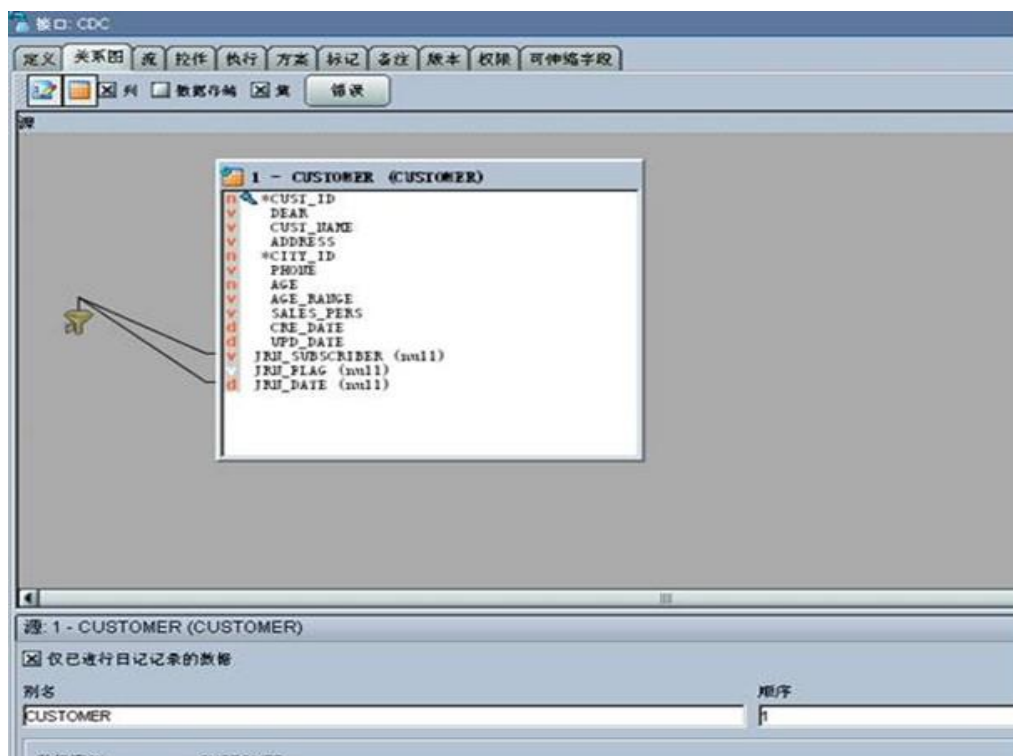 接口: CDC
定义 关系图 流 控件 执行 方案 标记 备注 版本 权限 可伸缩字段
列 数据存储 集 错误
源
1 - CUSTOMER (CUSTOMER)
n *CUST_ID
v DEAR
v CUST_NAME
v ADDRESS
n *CITY_ID
v PHONE
n AGE
v AGE_RANGE
v SALES_PERS
d CRE_DATE
d UPD_DATE
v JRN_SUBSCRIBER (null)
v JRN_FLAG (null)
d JRN_DATE (null)
源: 1 - CUSTOMER (CUSTOMER)
仅已进行日记记录的数据
别名 顺序
CUSTOMER 1